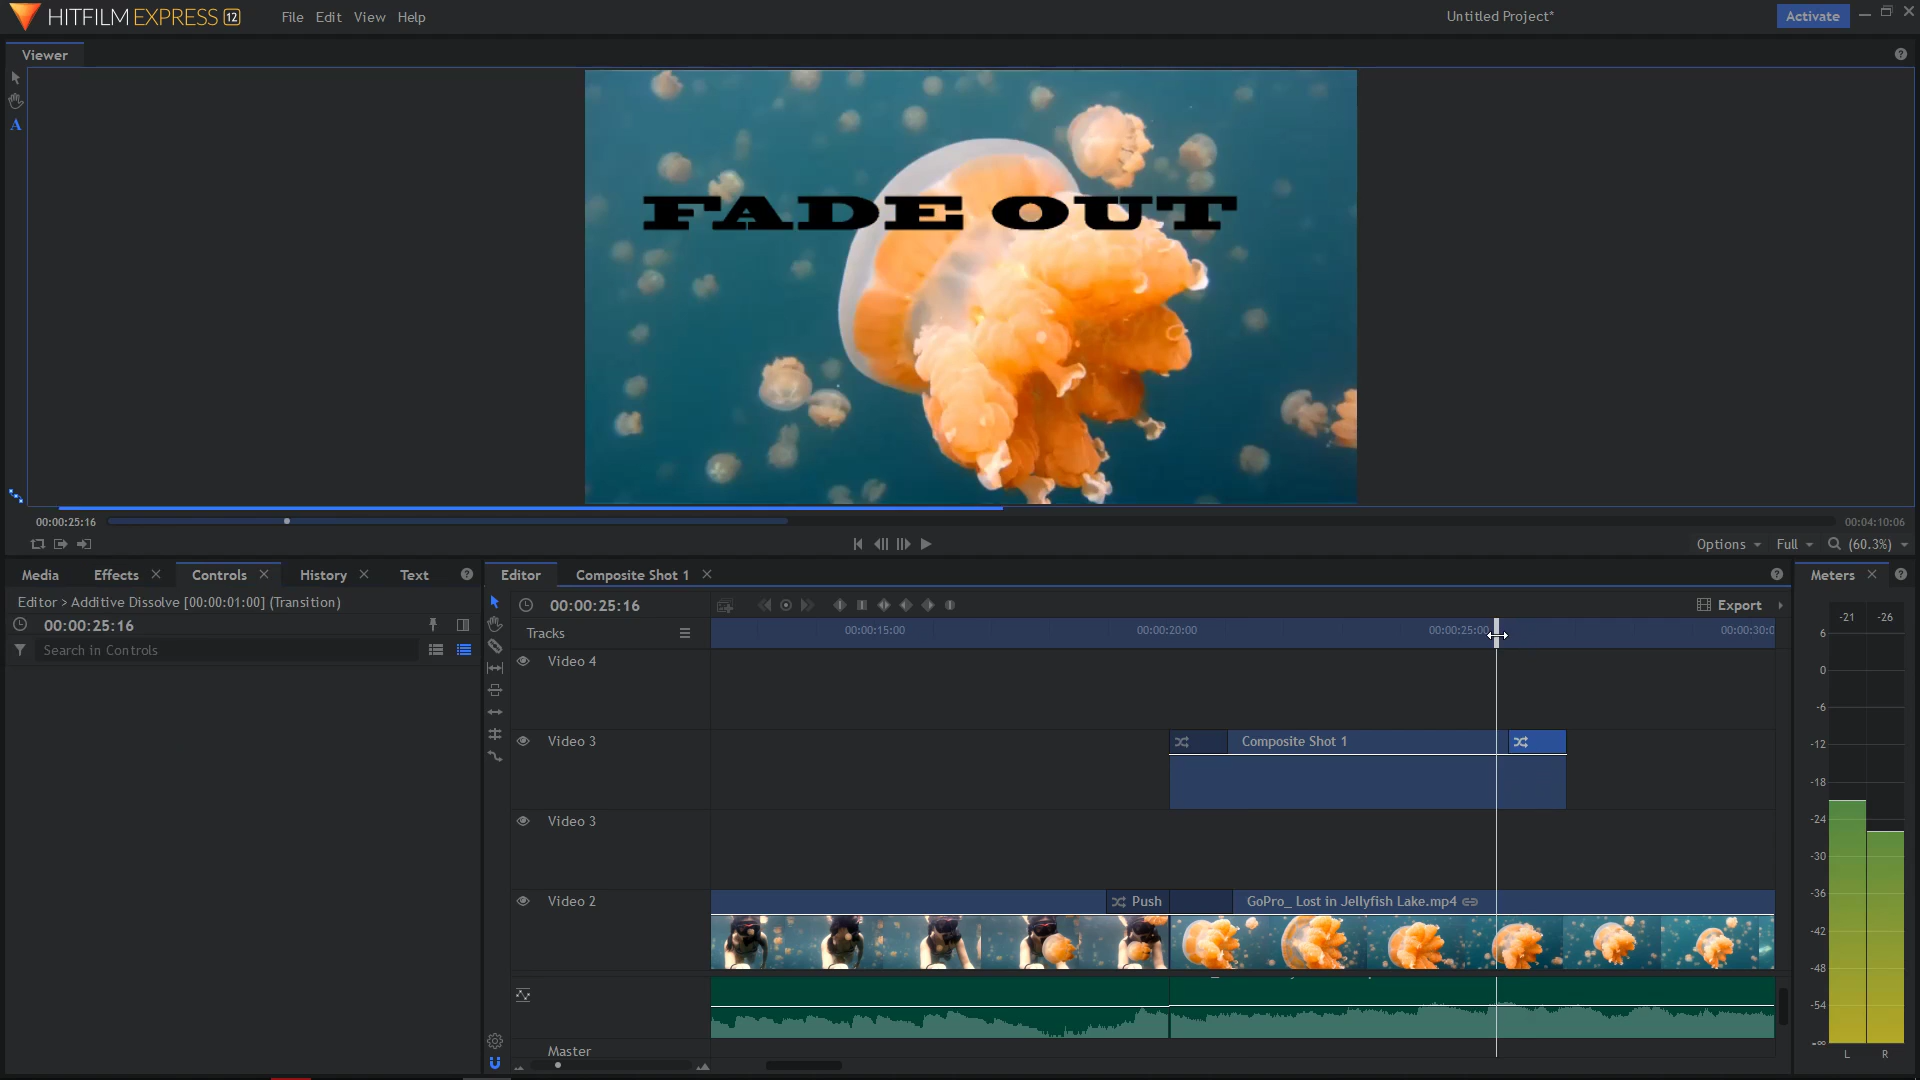 HITFILM EXPRESS 12 File Edit View Help Untitled Project* Activate
Viewer
FADE OUT
00:00:25:16 00:04:10:06
Options Full (60.3%)
Media Effects Controls History Text
Editor > Additive Dissolve [00:00:01:00] (Transition)
00:00:25:16
Search in Controls
Editor Composite Shot 1
00:00:25:16 Export
Tracks 00:00:15:00 00:00:20:00 00:00:25:00 00:00:30:0
Video 4
Video 3 Composite Shot 1
Video 3
Video 2 Push GoPro_ Lost in Jellyfish Lake.mp4
Master
Meters
-21 -26
6
0
-6
-12
-18
-24
-30
-36
-42
-48
-54
-∞
L R